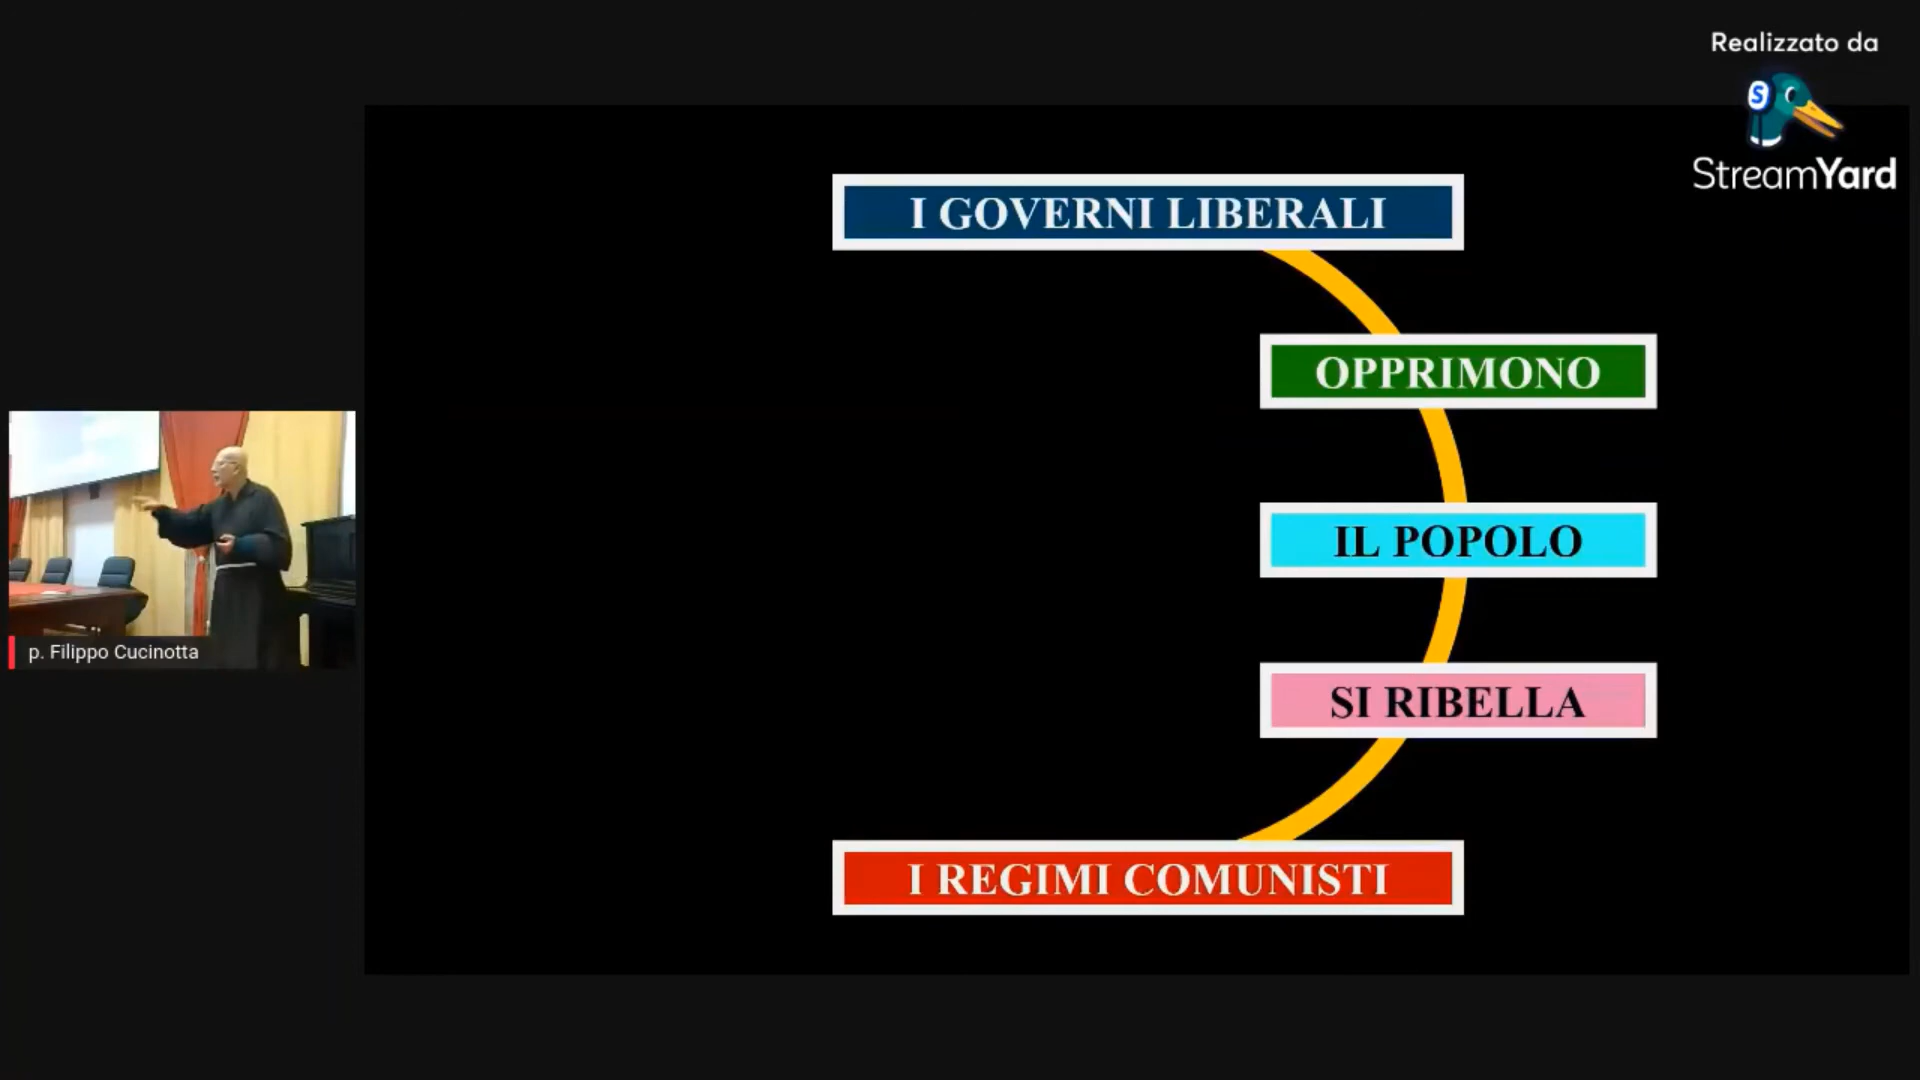 Realizzato da
S
StreamYard
I GOVERNI LIBERALI
OPPRIMONO
IL POPOLO
SI RIBELLA
I REGIMI COMUNISTI
p. Filippo Cucinotta